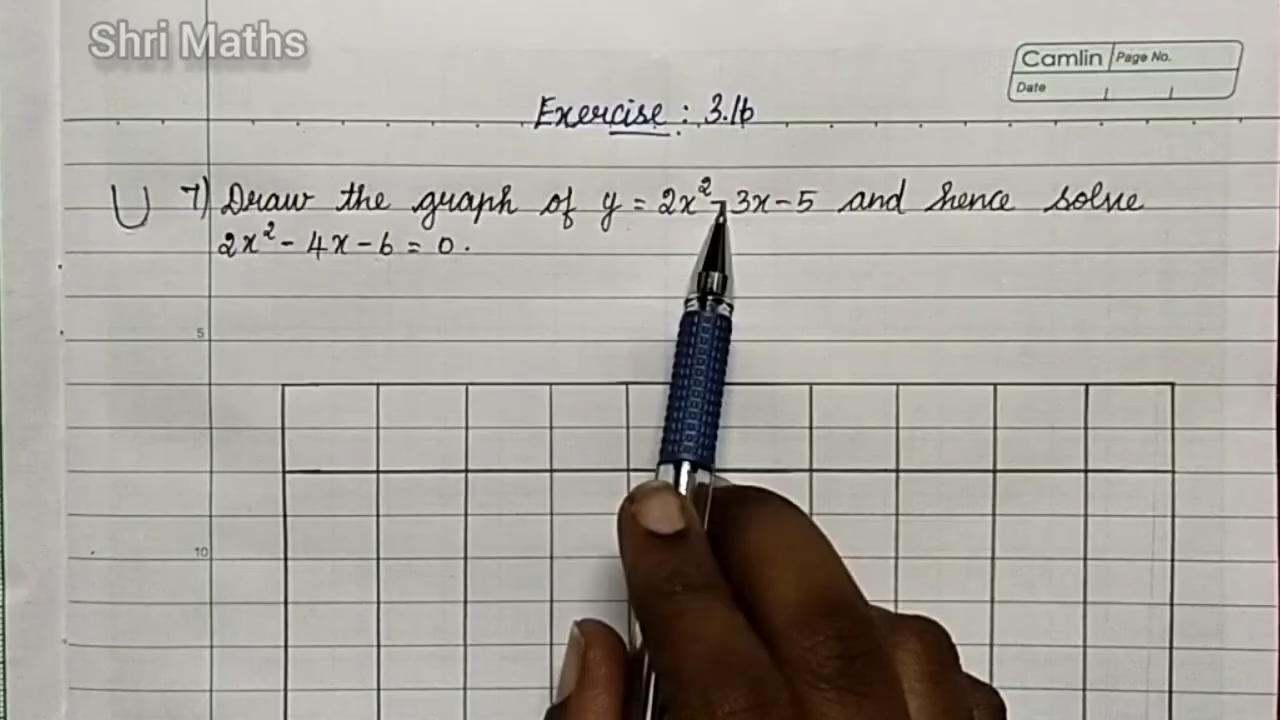 Shri Maths
Camlin Page No.
Date
Exercise : 3.16
7) Draw the graph of y = 2x² - 3x - 5 and hence solve
2x² - 4x - 6 = 0.
5
10